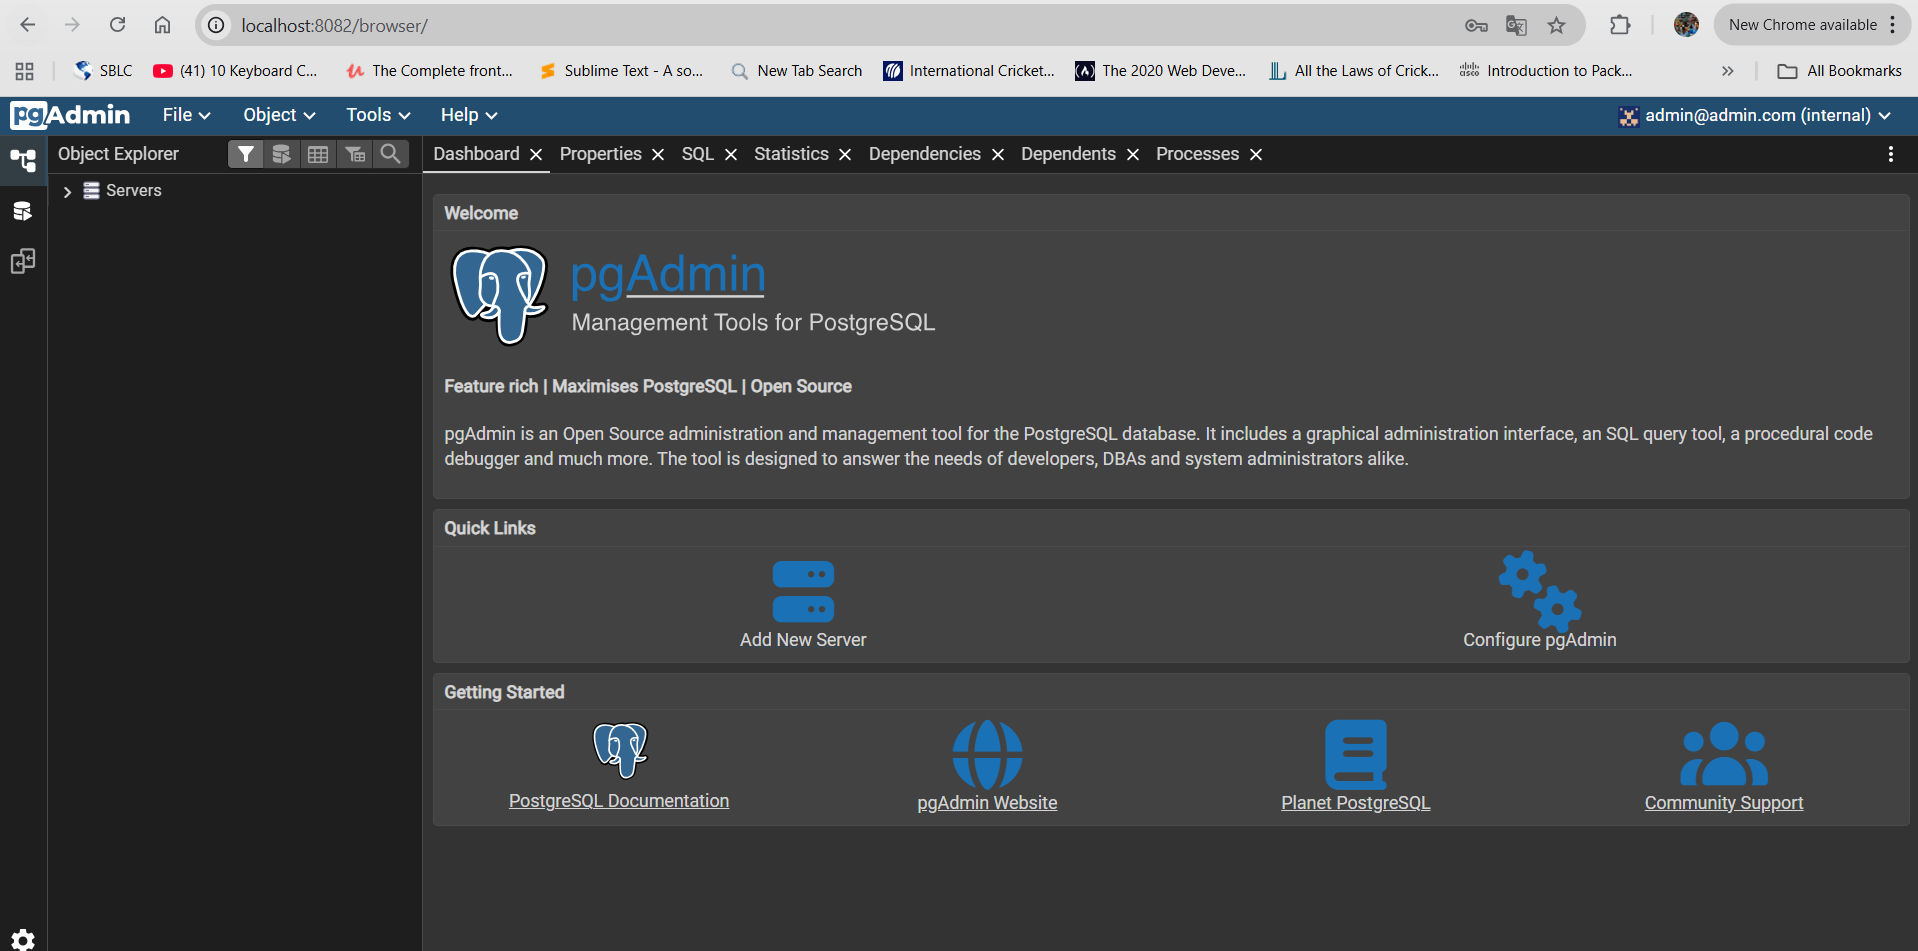 localhost:8082/browser/
New Chrome available
SBLC
(41) 10 Keyboard C...
The Complete front...
Sublime Text - A so...
New Tab Search
International Cricket...
The 2020 Web Deve...
All the Laws of Crick...
cisco
Introduction to Pack...
All Bookmarks
pgAdmin
File
Object
Tools
Help
admin@admin.com (internal)
Object Explorer
Dashboard
Properties
SQL
Statistics
Dependencies
Dependents
Processes
Servers
Welcome
pgAdmin
Management Tools for PostgreSQL
Feature rich | Maximises PostgreSQL | Open Source
pgAdmin is an Open Source administration and management tool for the PostgreSQL database. It includes a graphical administration interface, an SQL query tool, a procedural code
debugger and much more. The tool is designed to answer the needs of developers, DBAs and system administrators alike.
Quick Links
Add New Server
Configure pgAdmin
Getting Started
PostgreSQL Documentation
pgAdmin Website
Planet PostgreSQL
Community Support